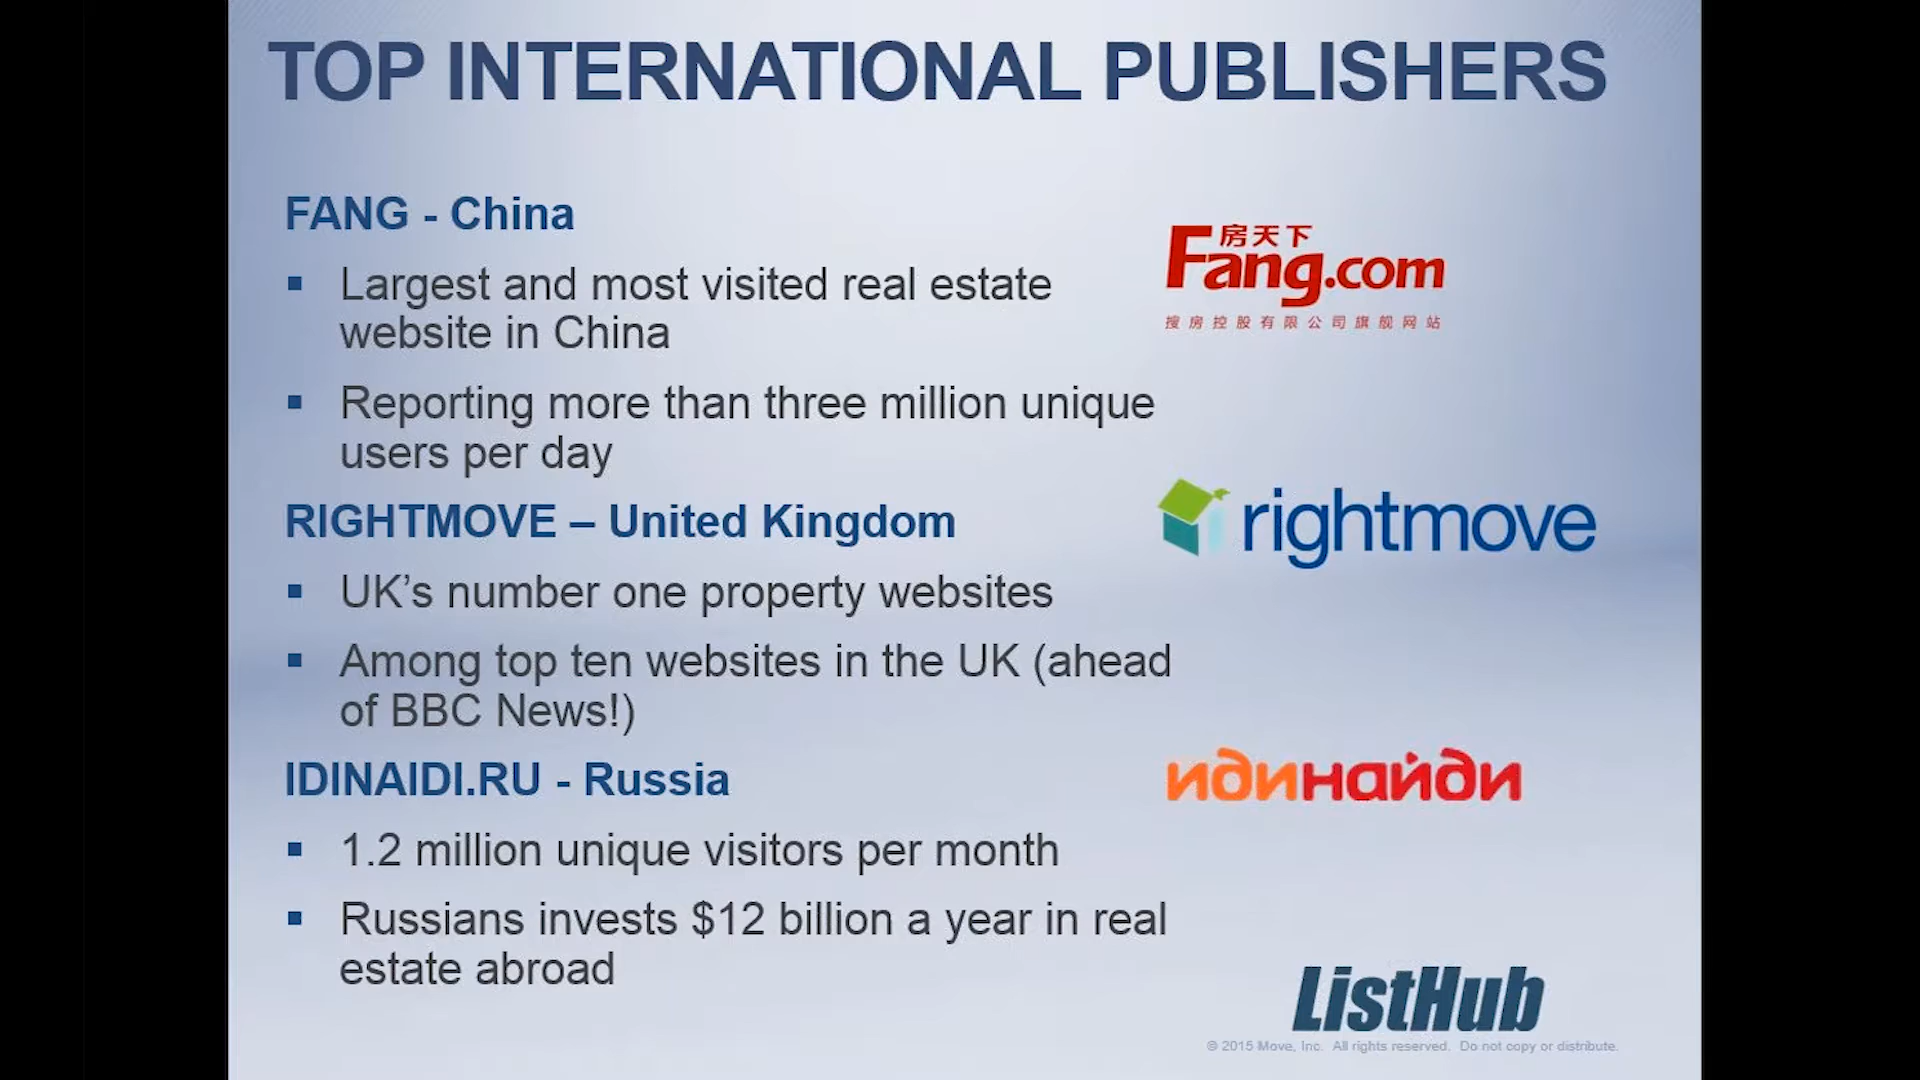 TOP INTERNATIONAL PUBLISHERS
FANG - China
▪ Largest and most visited real estate
website in China
▪ Reporting more than three million unique
users per day
房天下
Fang.com
搜房控股有限公司旗舰网站
RIGHTMOVE – United Kingdom
rightmove
▪ UK’s number one property websites
▪ Among top ten websites in the UK (ahead
of BBC News!)
IDINAIDI.RU - Russia
идинайди
▪ 1.2 million unique visitors per month
▪ Russians invests $12 billion a year in real
estate abroad
ListHub
© 2015 Move, Inc. All rights reserved. Do not copy or distribute.